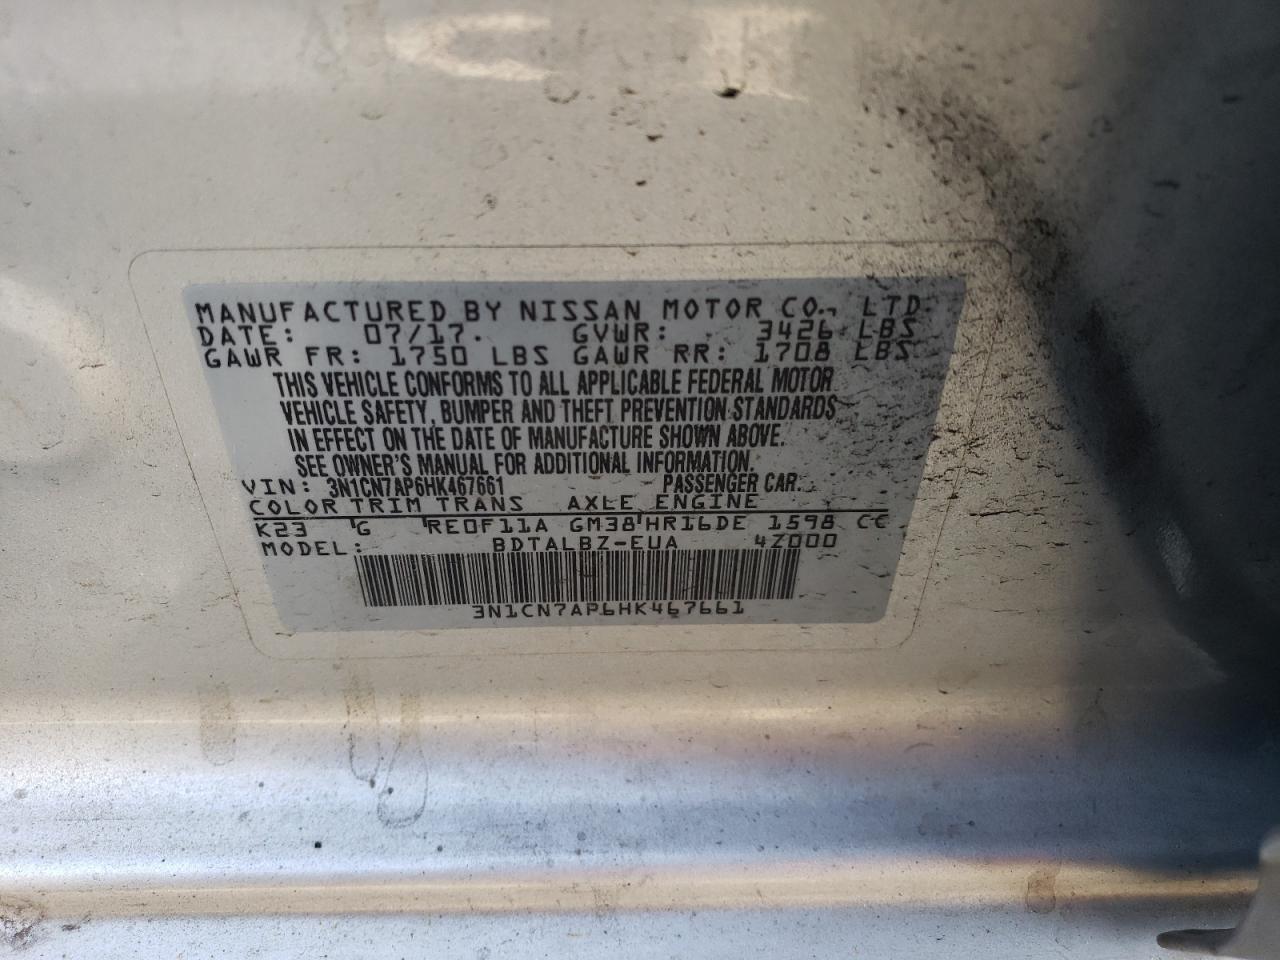 MANUFACTURED BY NISSAN MOTOR CO., LTD.
DATE: 07/17. GVWR: 3426 LBS
GAWR FR: 1750 LBS GAWR RR: 1708 LBS
THIS VEHICLE CONFORMS TO ALL APPLICABLE FEDERAL MOTOR
VEHICLE SAFETY, BUMPER AND THEFT PREVENTION STANDARDS
IN EFFECT ON THE DATE OF MANUFACTURE SHOWN ABOVE.
SEE OWNER'S MANUAL FOR ADDITIONAL INFORMATION.
VIN: 3N1CN7AP6HK467661 PASSENGER CAR
COLOR TRIM TRANS AXLE ENGINE
K23 G RE0F11A GM38 HR16DE 1598 CC
MODEL: BDTALBZ-EUA 4Z000
3N1CN7AP6HK467661